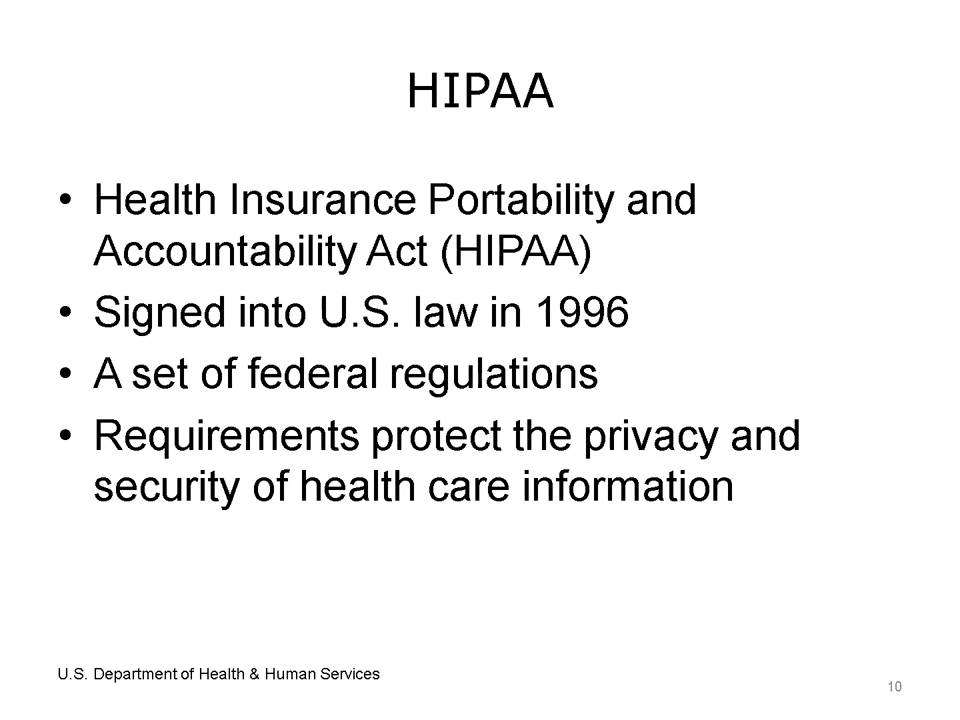 HIPAA
• Health Insurance Portability and
Accountability Act (HIPAA)
• Signed into U.S. law in 1996
• A set of federal regulations
• Requirements protect the privacy and
security of health care information
U.S. Department of Health & Human Services
10